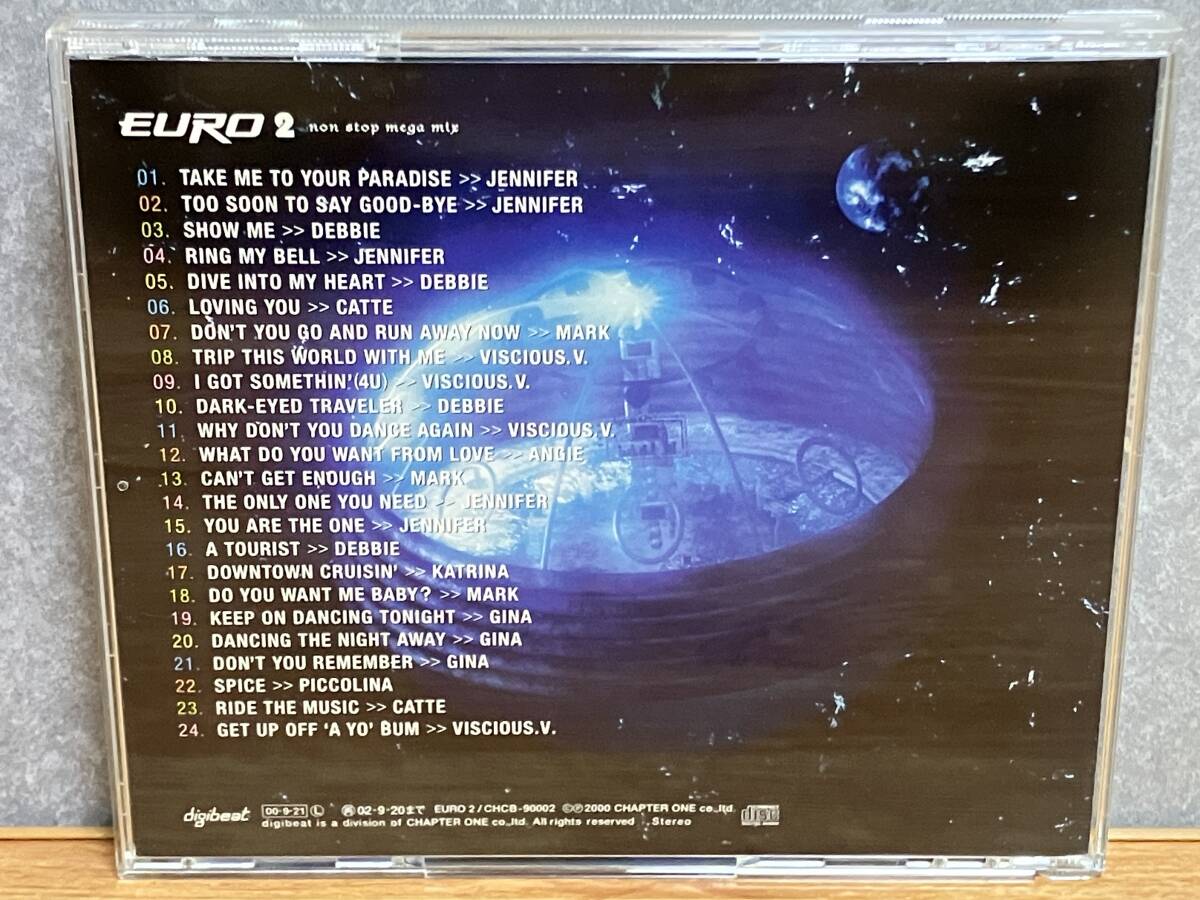 EURO 2 non stop mega mix
01. TAKE ME TO YOUR PARADISE >> JENNIFER
02. TOO SOON TO SAY GOOD-BYE >> JENNIFER
03. SHOW ME >> DEBBIE
04. RING MY BELL >> JENNIFER
05. DIVE INTO MY HEART >> DEBBIE
06. LOVING YOU >> CATTE
07. DON'T YOU GO AND RUN AWAY NOW >> MARK
08. TRIP THIS WORLD WITH ME >> VISCIOUS.V.
09. I GOT SOMETHIN'(4U) >> VISCIOUS.V.
10. DARK-EYED TRAVELER >> DEBBIE
11. WHY DON'T YOU DANCE AGAIN >> VISCIOUS.V.
12. WHAT DO YOU WANT FROM LOVE >> ANGIE
13. CAN'T GET ENOUGH >> MARK
14. THE ONLY ONE YOU NEED >> JENNIFER
15. YOU ARE THE ONE >> JENNIFER
16. A TOURIST >> DEBBIE
17. DOWNTOWN CRUISIN' >> KATRINA
18. DO YOU WANT ME BABY? >> MARK
19. KEEP ON DANCING TONIGHT >> GINA
20. DANCING THE NIGHT AWAY >> GINA
21. DON'T YOU REMEMBER >> GINA
22. SPICE >> PICCOLINA
23. RIDE THE MUSIC >> CATTE
24. GET UP OFF 'A YO' BUM >> VISCIOUS.V.
digibeat 00·9·21 Ⓛ Ⓡ 02·9·20まで EURO 2 / CHCB-90002 ©℗2000 CHAPTER ONE co.,ltd.
digibeat is a division of CHAPTER ONE co.,ltd. All rights reserved. Stereo
disc